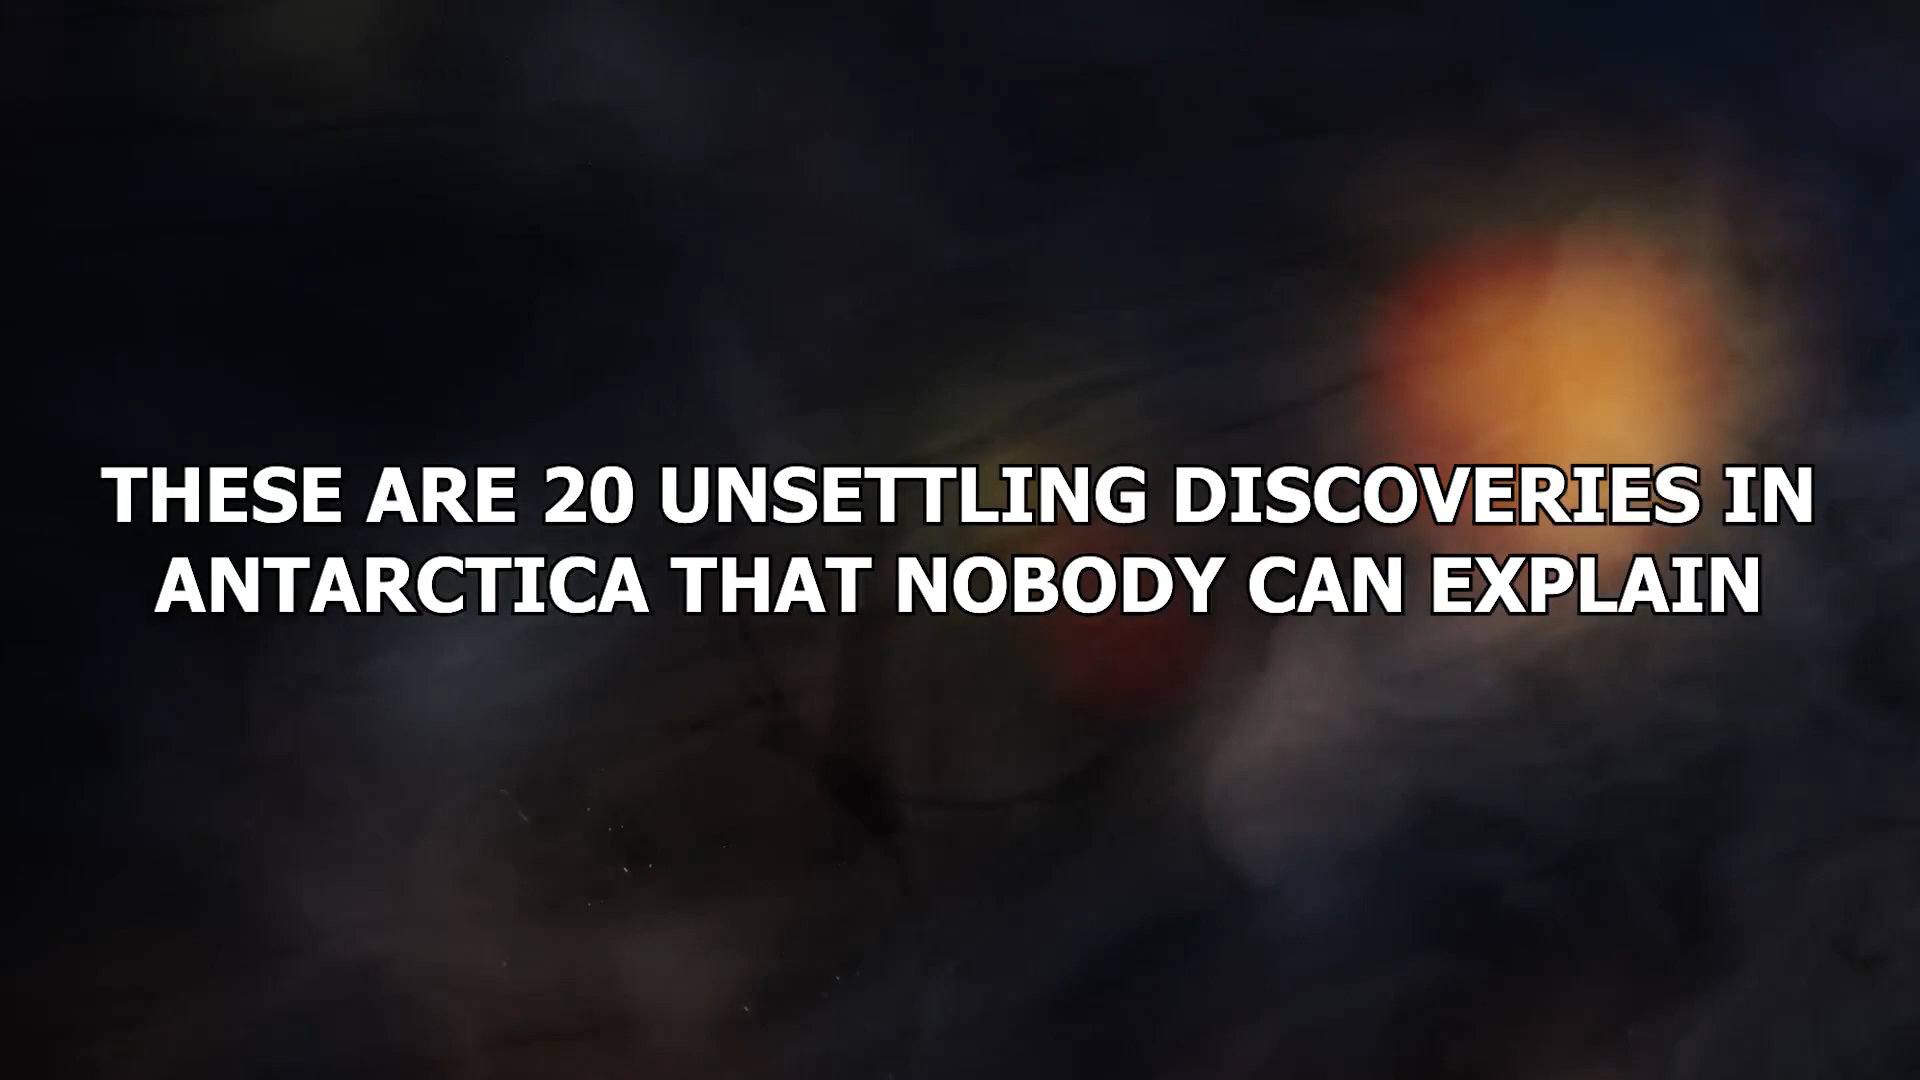 THESE ARE 20 UNSETTLING DISCOVERIES IN
ANTARCTICA THAT NOBODY CAN EXPLAIN